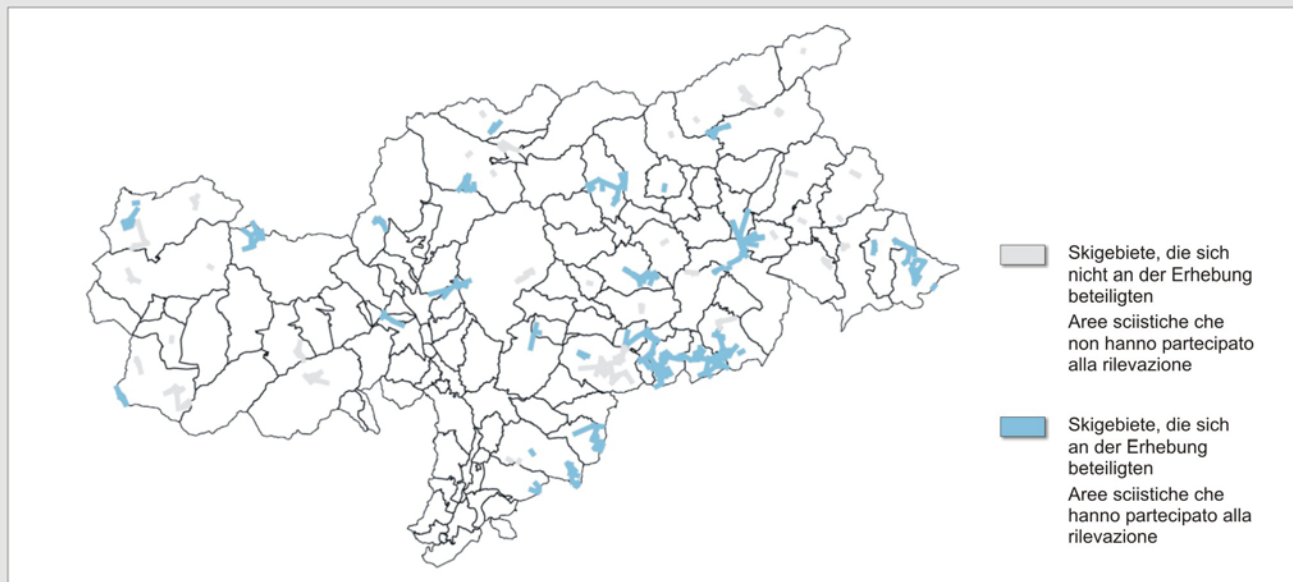 Skigebiete, die sich
nicht an der Erhebung
beteiligten
Aree sciistiche che
non hanno partecipato
alla rilevazione
Skigebiete, die sich
an der Erhebung
beteiligten
Aree sciistiche che
hanno partecipato alla
rilevazione